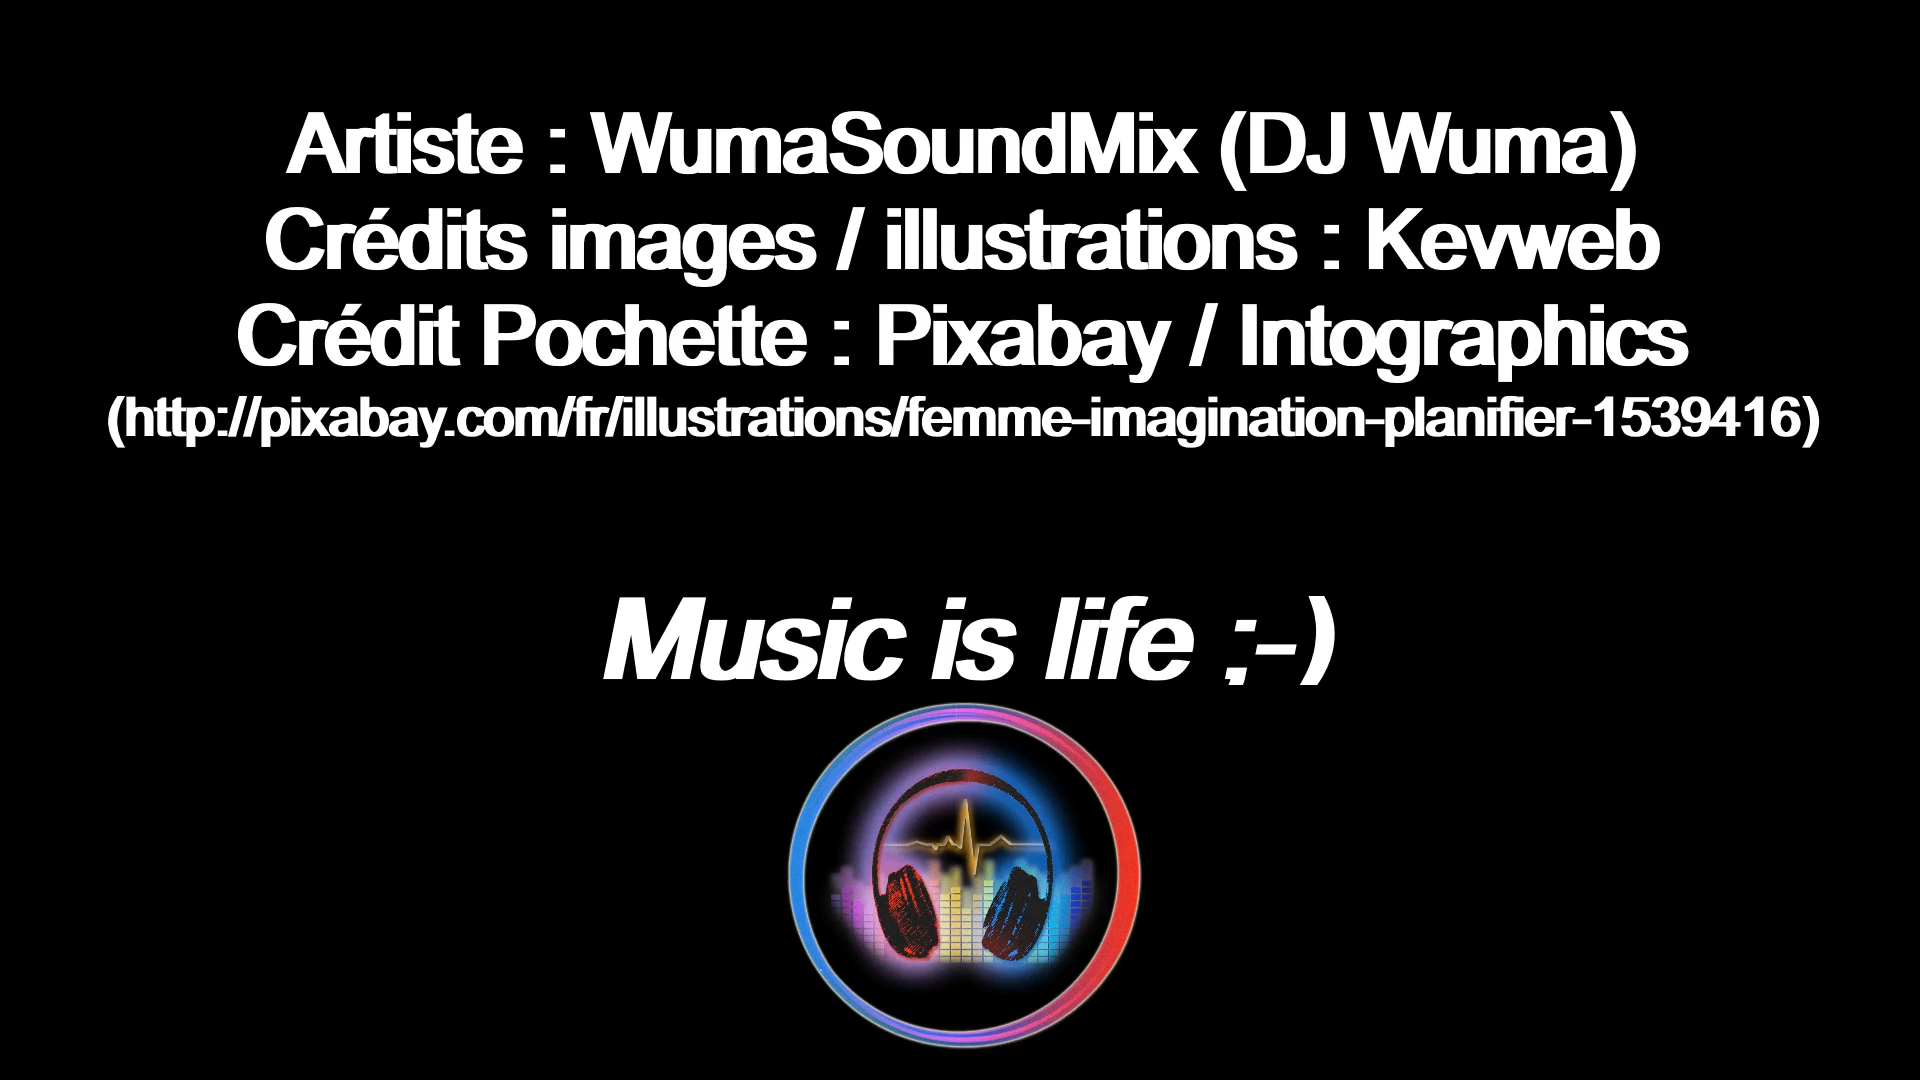 Artiste : WumaSoundMix (DJ Wuma)
Crédits images / illustrations : Kevweb
Crédit Pochette : Pixabay / Intographics
(http://pixabay.com/fr/illustrations/femme-imagination-planifier-1539416)
Music is life ;-)